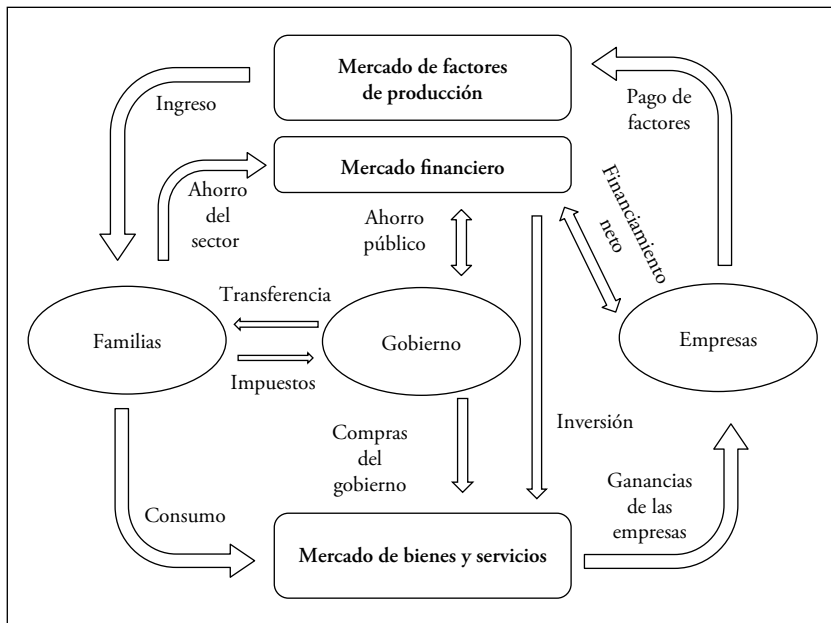 Mercado de factores
de producción
Ingreso
Pago de
factores
Mercado financiero
Ahorro
del
sector
Ahorro
público
Financiamiento
neto
Transferencia
Familias
Gobierno
Empresas
Impuestos
Compras
del
gobierno
Inversión
Consumo
Ganancias
de las
empresas
Mercado de bienes y servicios